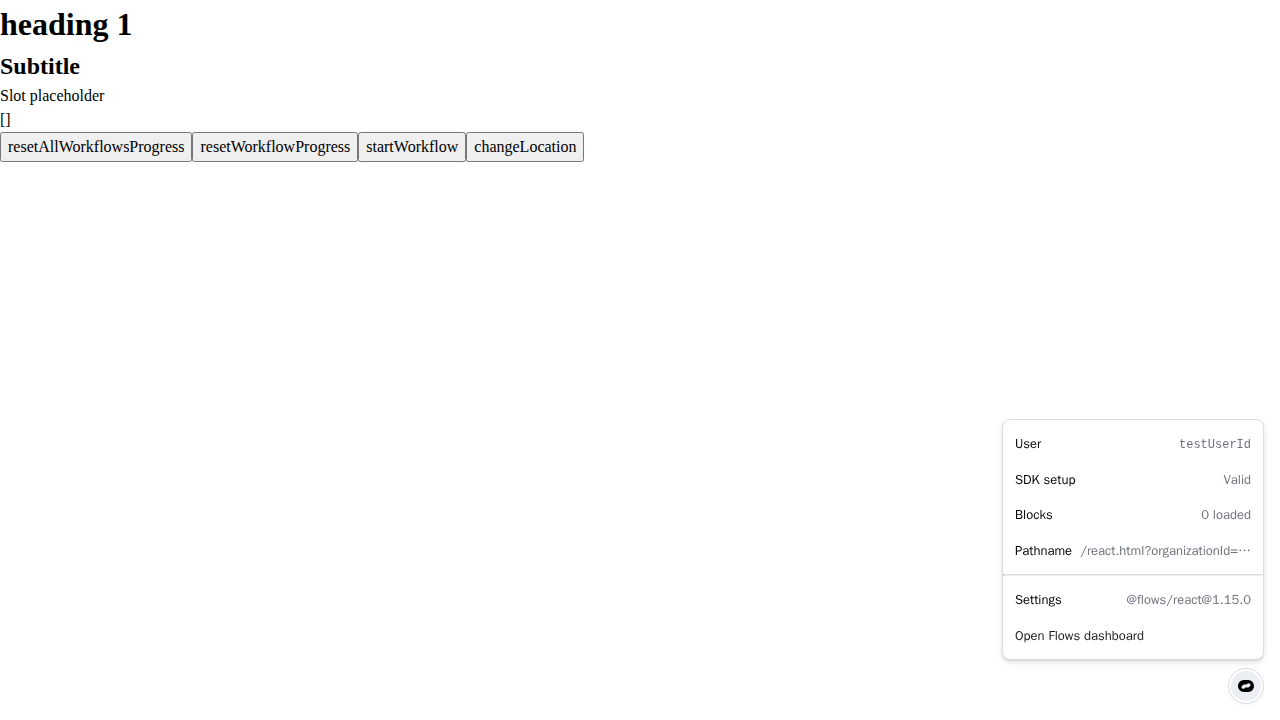 heading 1
Subtitle
Slot placeholder
[]
resetAllWorkflowsProgress resetWorkflowProgress startWorkflow changeLocation
User testUserId
SDK setup Valid
Blocks 0 loaded
Pathname /react.html?organizationId=…
Settings @flows/react@1.15.0
Open Flows dashboard